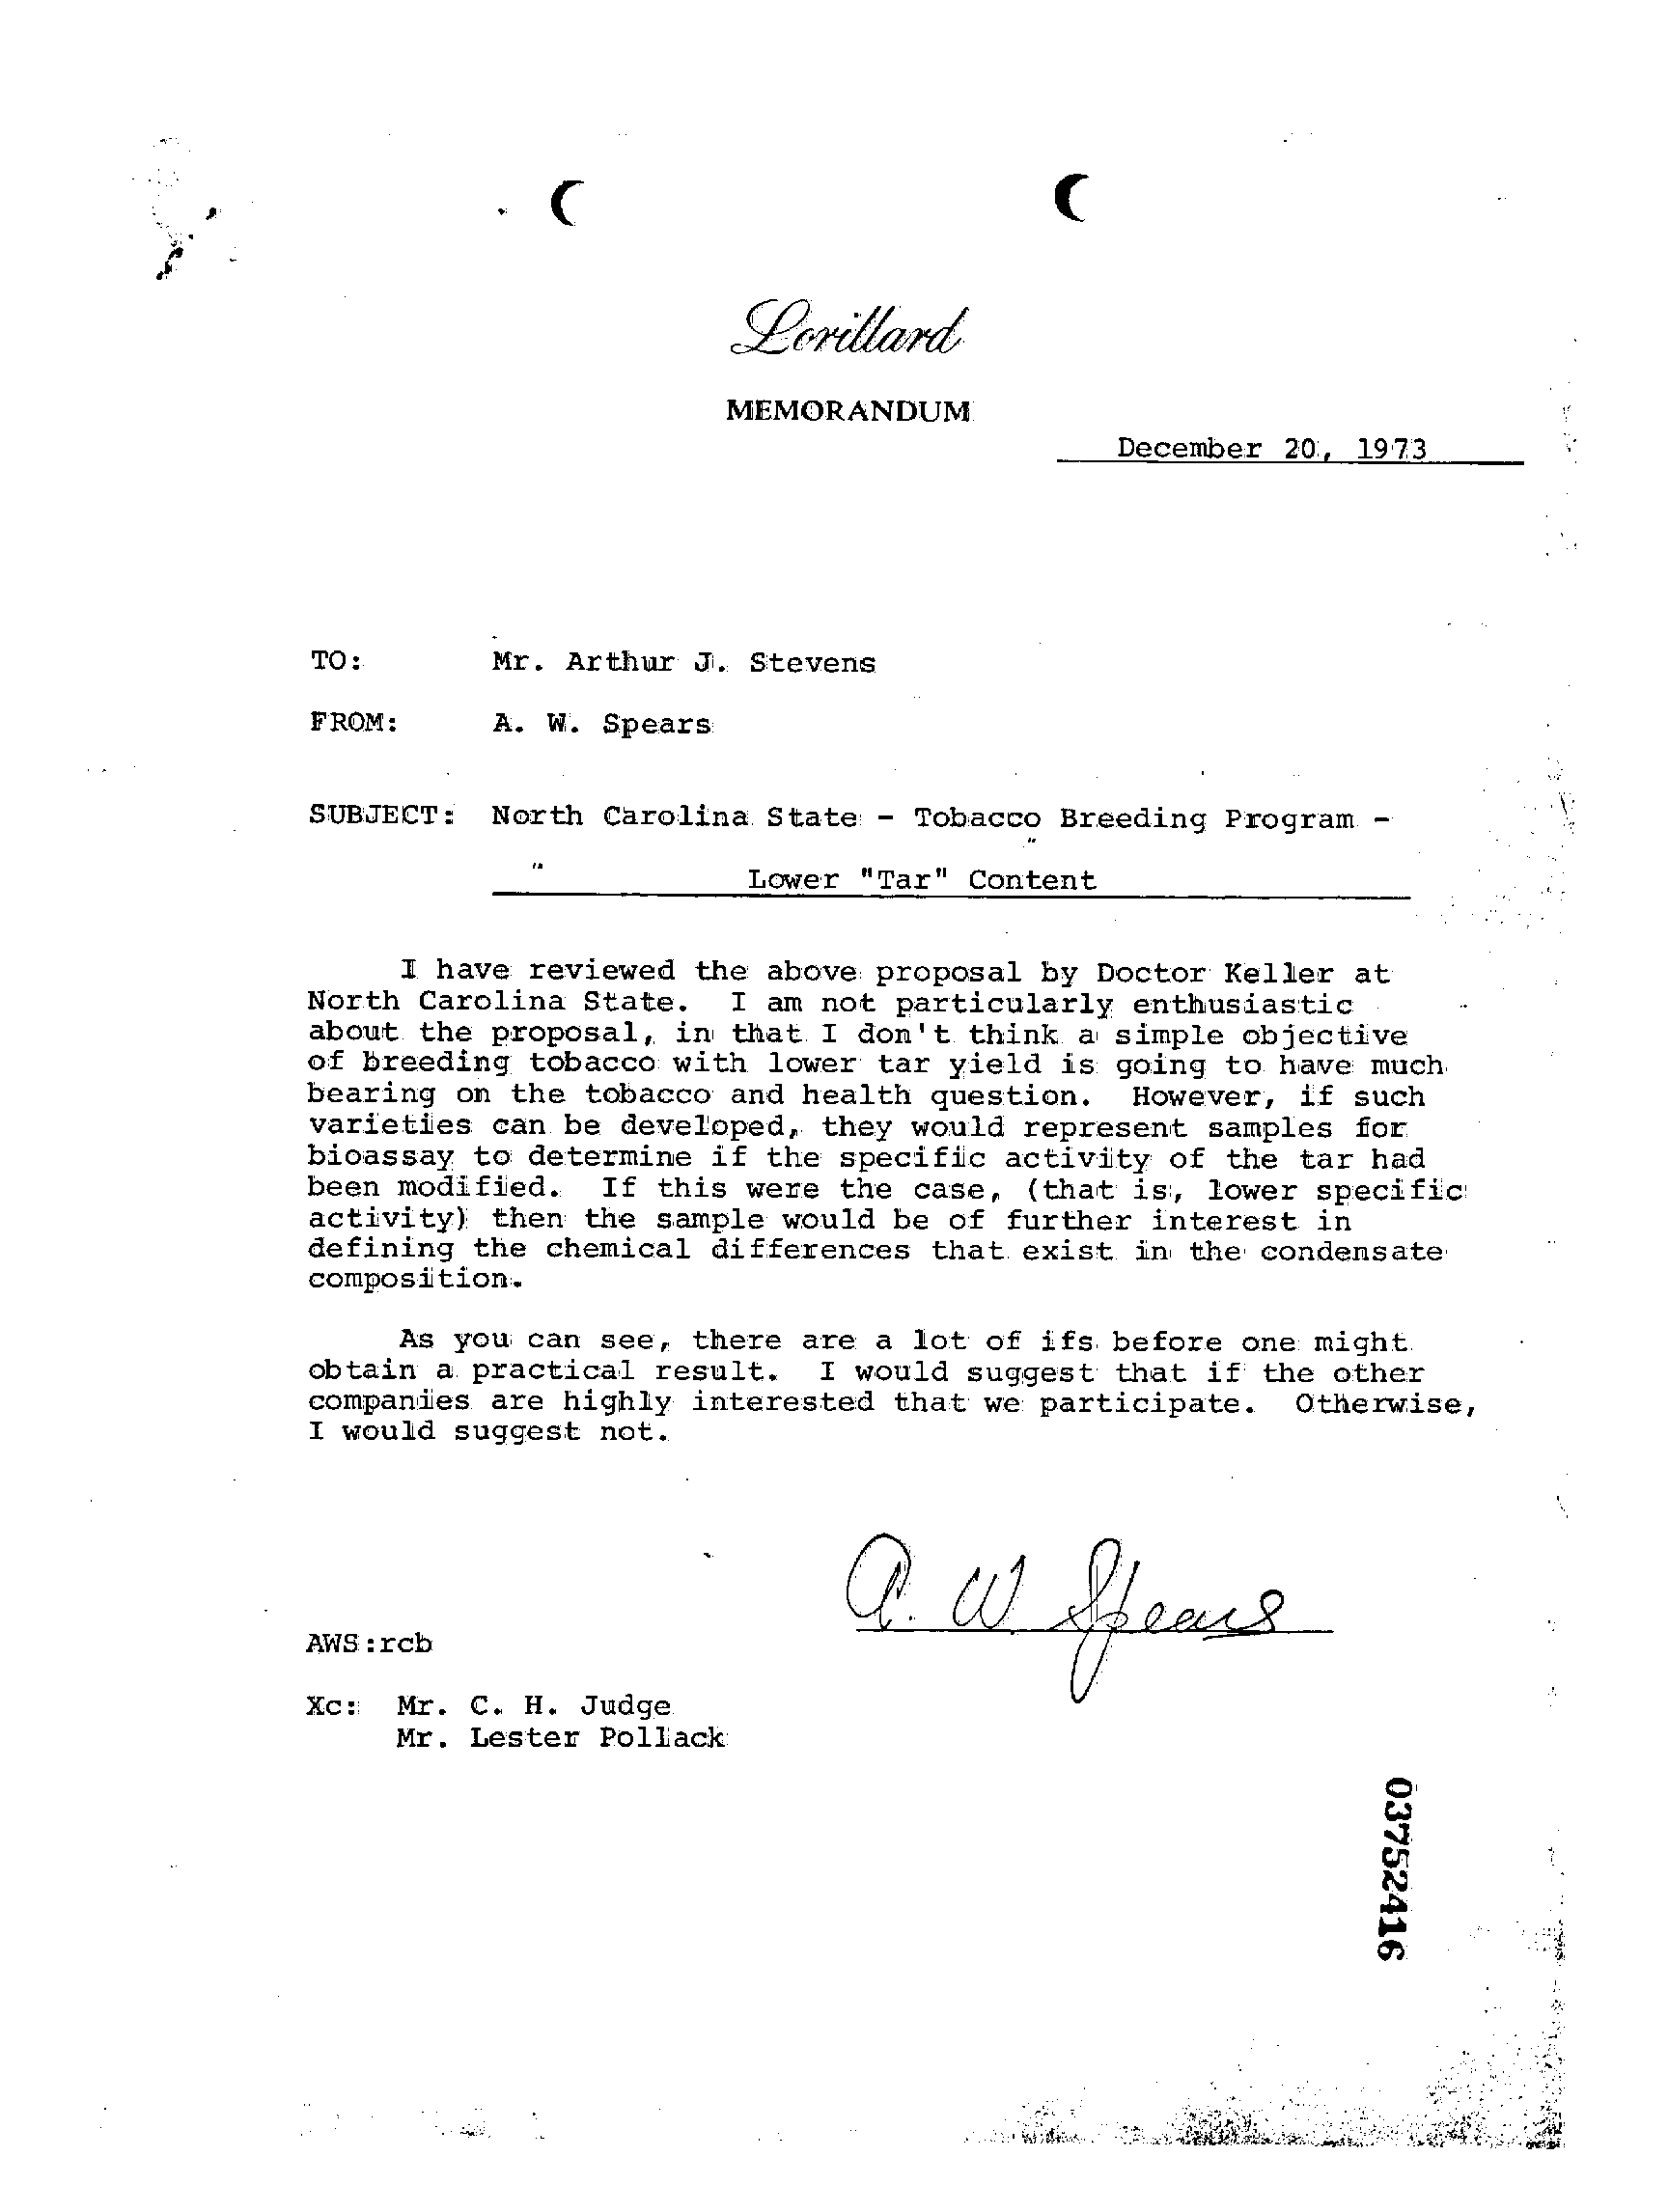 Lorillard
MEMORANDUM
December 20, 1973
TO: Mr. Arthur J. Stevens
FROM: A. W. Spears
SUBJECT: North Carolina State - Tobacco Breeding Program -
Lower "Tar" Content
I have reviewed the above proposal by Doctor Keller at
North Carolina State. I am not particularly enthusiastic
about the proposal, in that I don't think a simple objective
of breeding tobacco with lower tar yield is going to have much
bearing on the tobacco and health question. However, if such
varieties can be developed, they would represent samples for
bioassay to determine if the specific activity of the tar had
been modified. If this were the case, (that is, lower specific
activity) then the sample would be of further interest in
defining the chemical differences that exist in the condensate
composition.
As you can see, there are a lot of ifs before one might
obtain a practical result. I would suggest that if the other
companies are highly interested that we participate. Otherwise,
I would suggest not.
A. W Spears
AWS:rcb
Xc: Mr. C. H. Judge
Mr. Lester Pollack
03752416